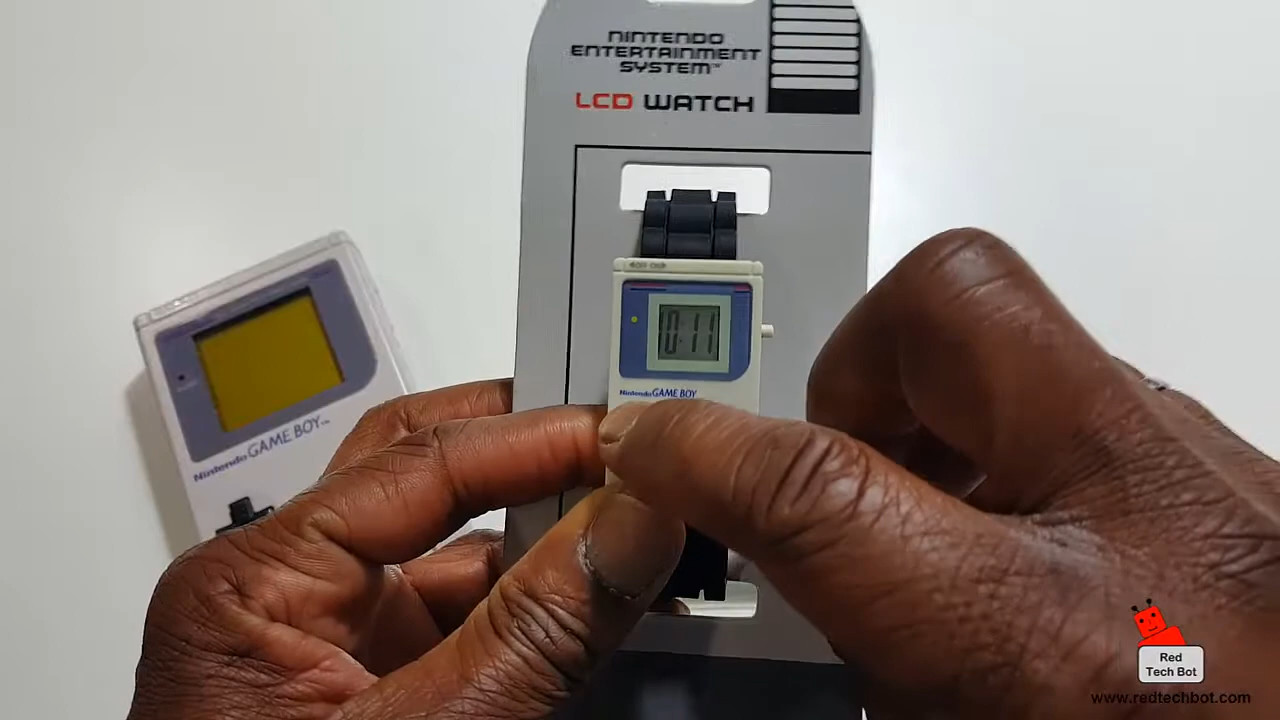 NINTENDO
ENTERTAINMENT
SYSTEM™
LCD WATCH
10:11
Nintendo GAME BOY
Nintendo GAME BOY™
Red
Tech Bot
www.redtechbot.com